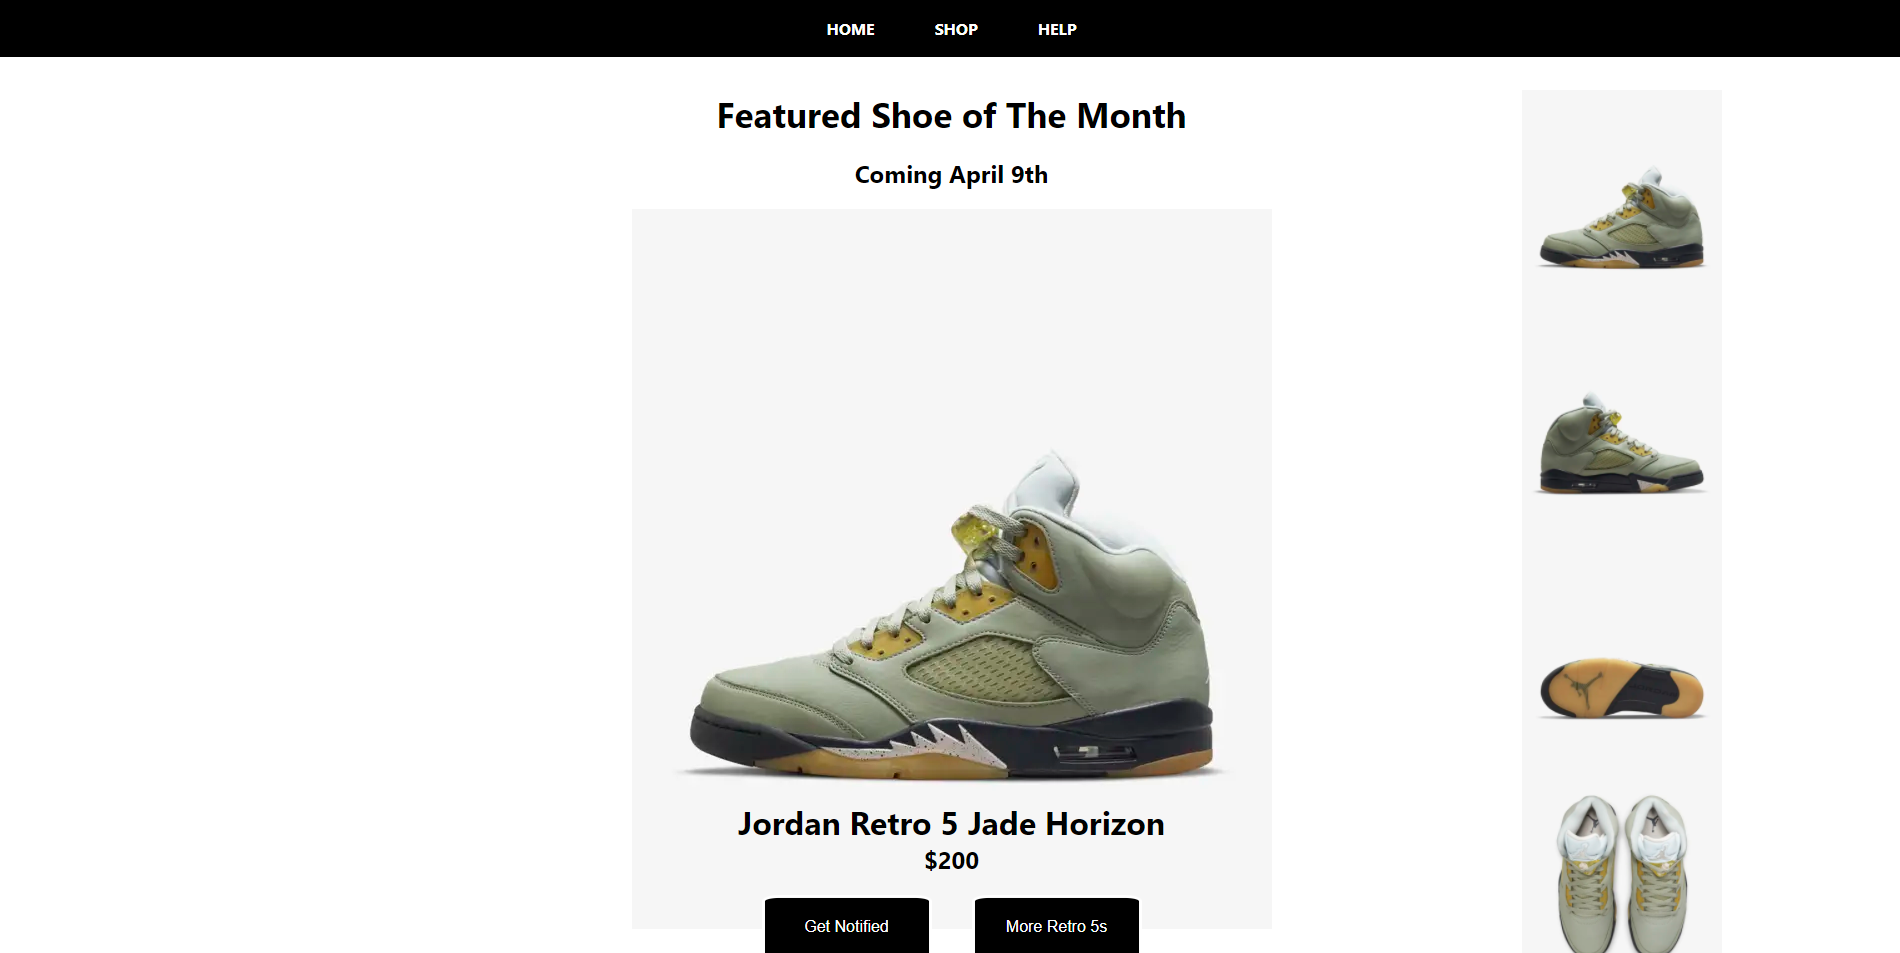 HOME SHOP HELP
Featured Shoe of The Month
Coming April 9th
Jordan Retro 5 Jade Horizon
$200
Get Notified
More Retro 5s